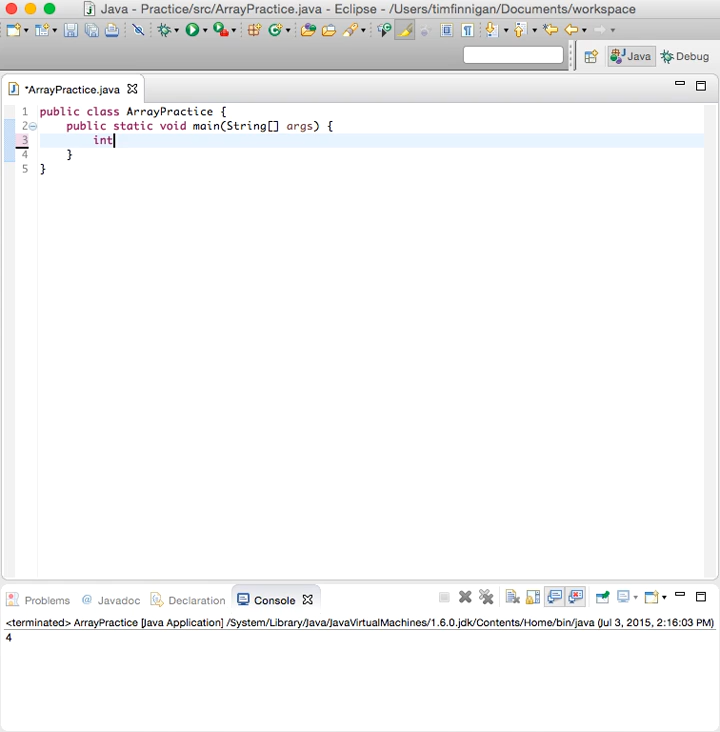 Java - Practice/src/ArrayPractice.java - Eclipse - /Users/timfinnigan/Documents/workspace
Java
Debug
*ArrayPractice.java
1 public class ArrayPractice {
2 public static void main(String[] args) {
3 int
4 }
5 }
Problems @ Javadoc Declaration Console
<terminated> ArrayPractice [Java Application] /System/Library/Java/JavaVirtualMachines/1.6.0.jdk/Contents/Home/bin/java (Jul 3, 2015, 2:16:03 PM)
4